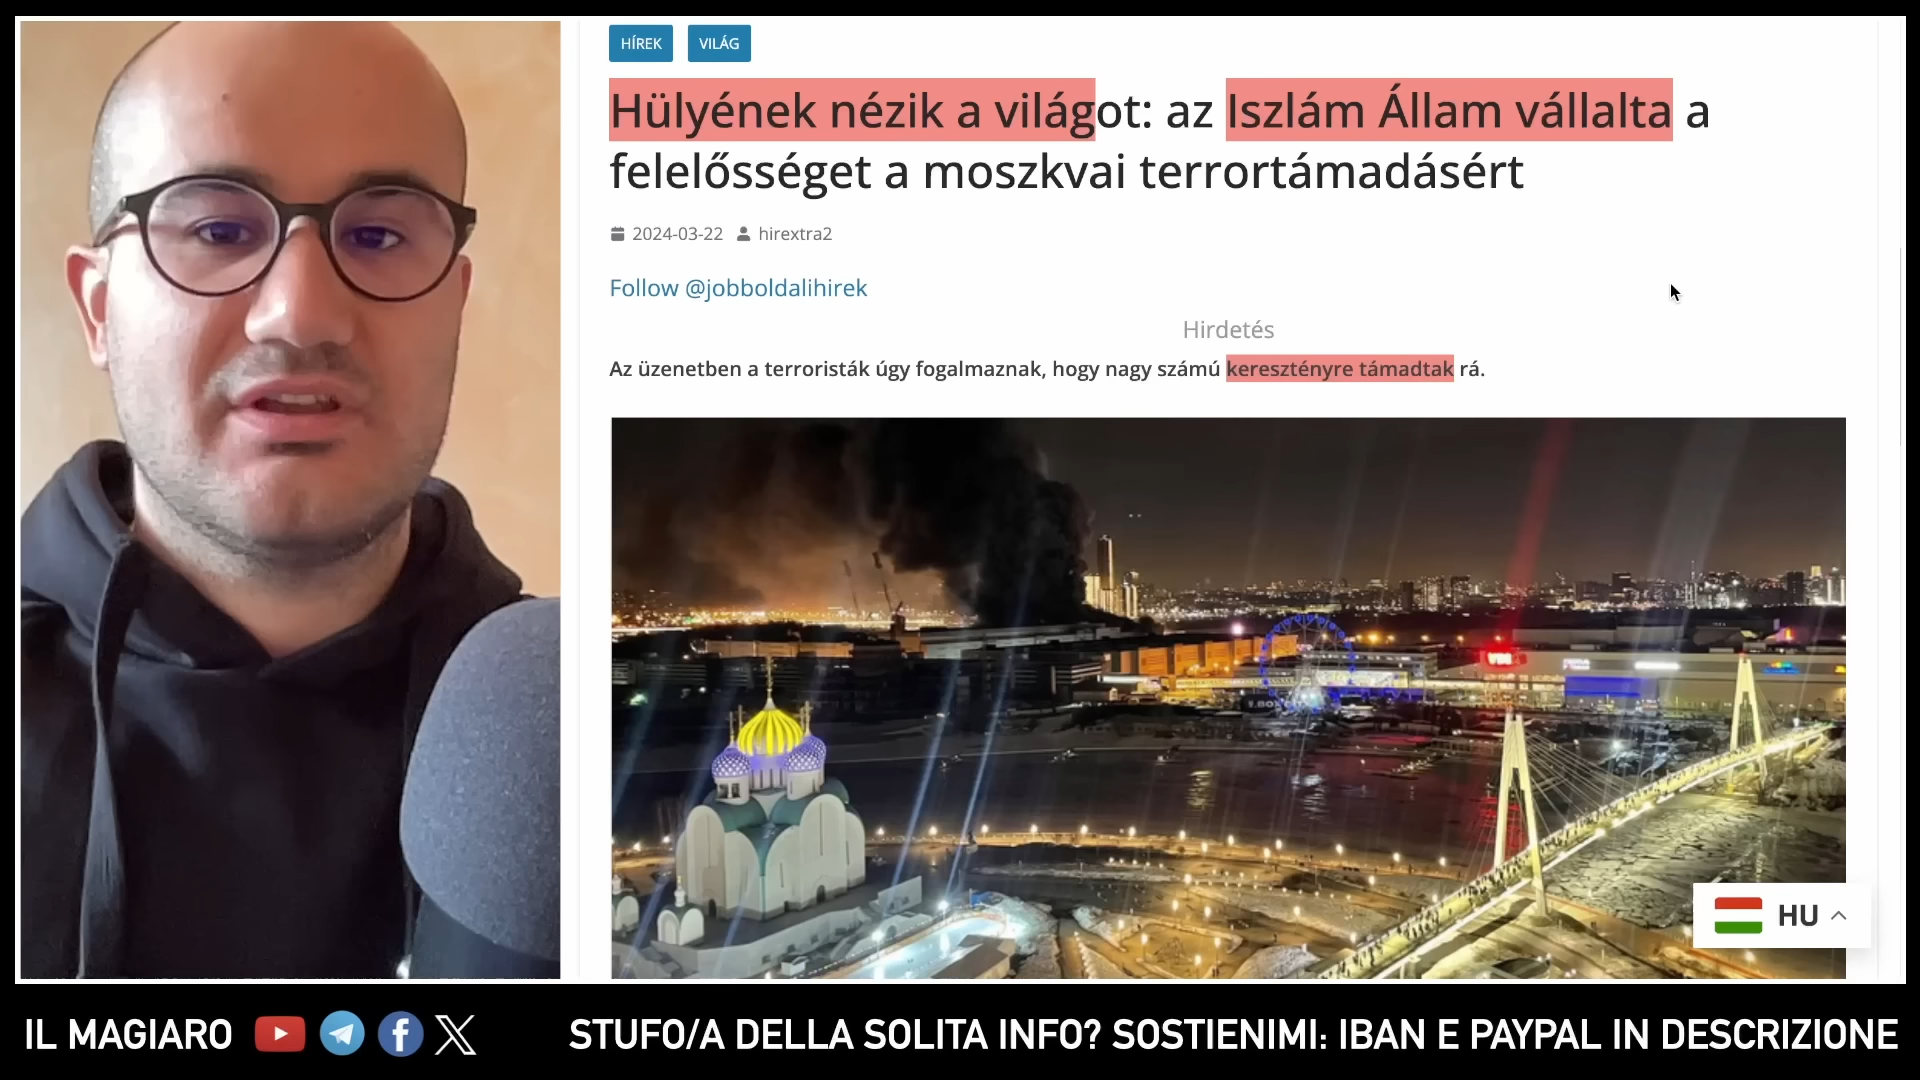 HÍREK VILÁG
Hülyének nézik a világot: az Iszlám Állam vállalta a
felelősséget a moszkvai terrortámadásért
2024-03-22 hirextra2
Follow @jobboldalihirek
Hirdetés
Az üzenetben a terroristák úgy fogalmaznak, hogy nagy számú keresztényre támadtak rá.
HU
IL MAGIARO
STUFO/A DELLA SOLITA INFO? SOSTIENIMI: IBAN E PAYPAL IN DESCRIZIONE